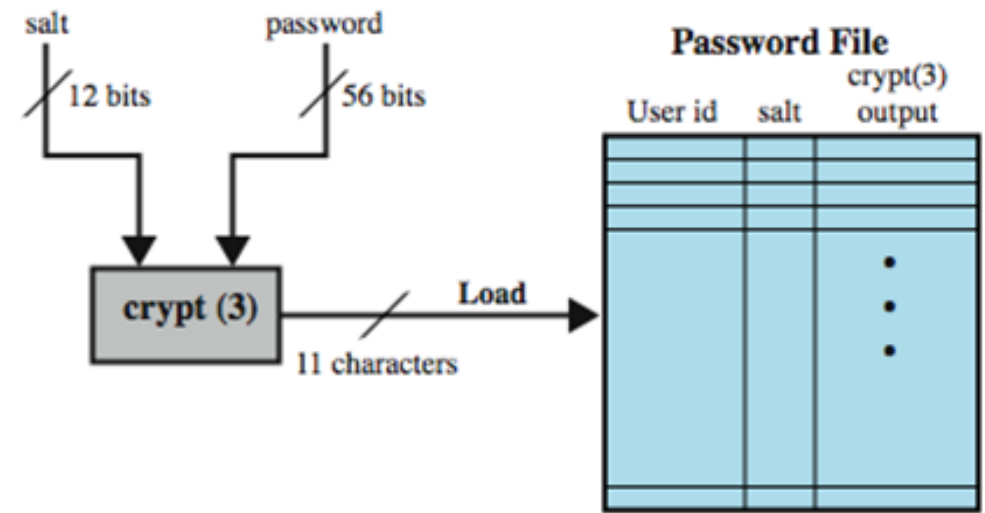 salt
password
12 bits
56 bits
crypt (3)
Load
11 characters
Password File
crypt(3)
User id salt output